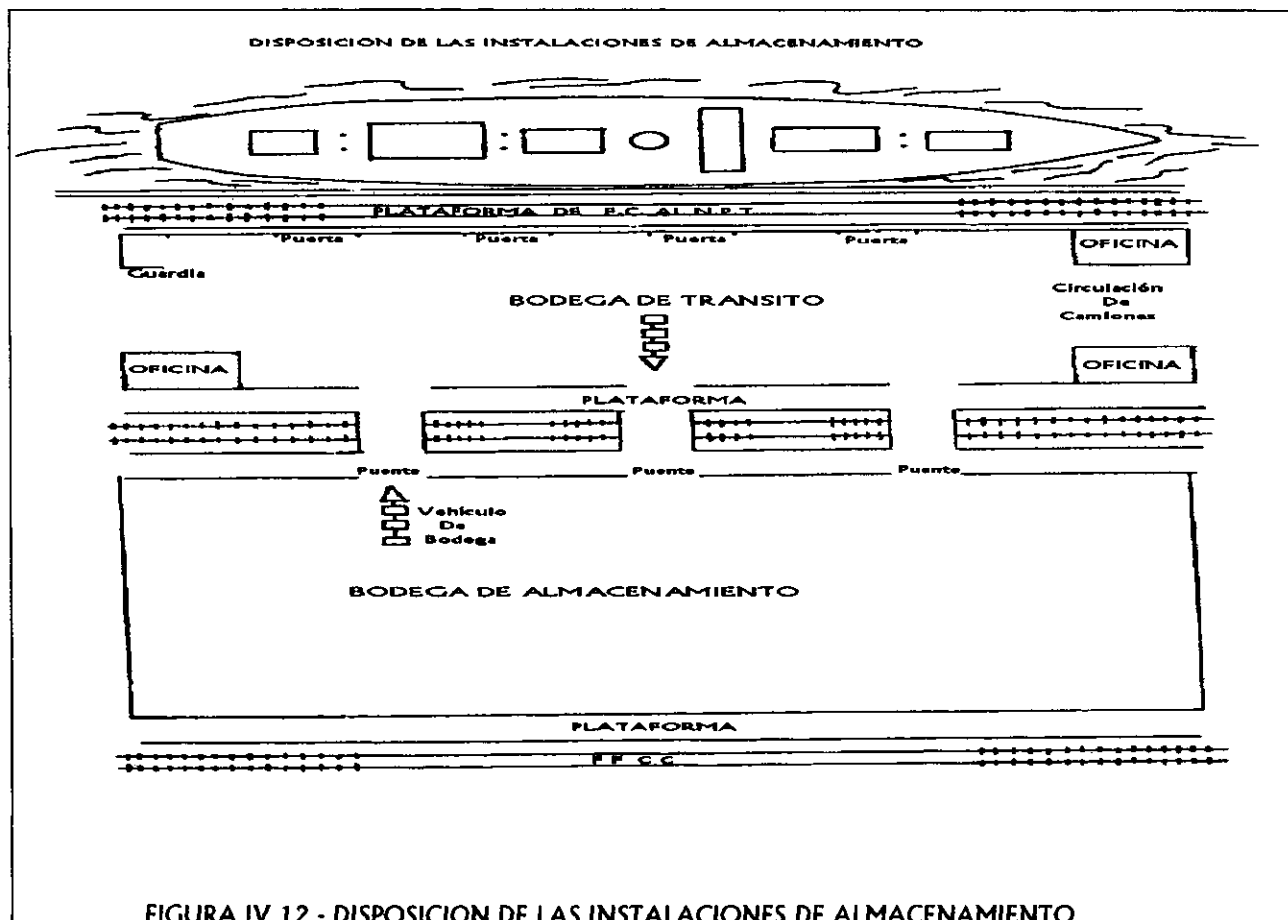 DISPOSICION DE LAS INSTALACIONES DE ALMACENAMIENTO
PLATAFORMA DE F.C. AL N.P.T.
Puerta Puerta Puerta Puerta
OFICINA
Guardia
Circulación
De
Camiones
BODEGA DE TRANSITO
OFICINA OFICINA
PLATAFORMA
Puente Puente Puente
Vehículo
De
Bodega
BODEGA DE ALMACENAMIENTO
PLATAFORMA
F.F.C.C.
FIGURA IV.12.- DISPOSICION DE LAS INSTALACIONES DE ALMACENAMIENTO